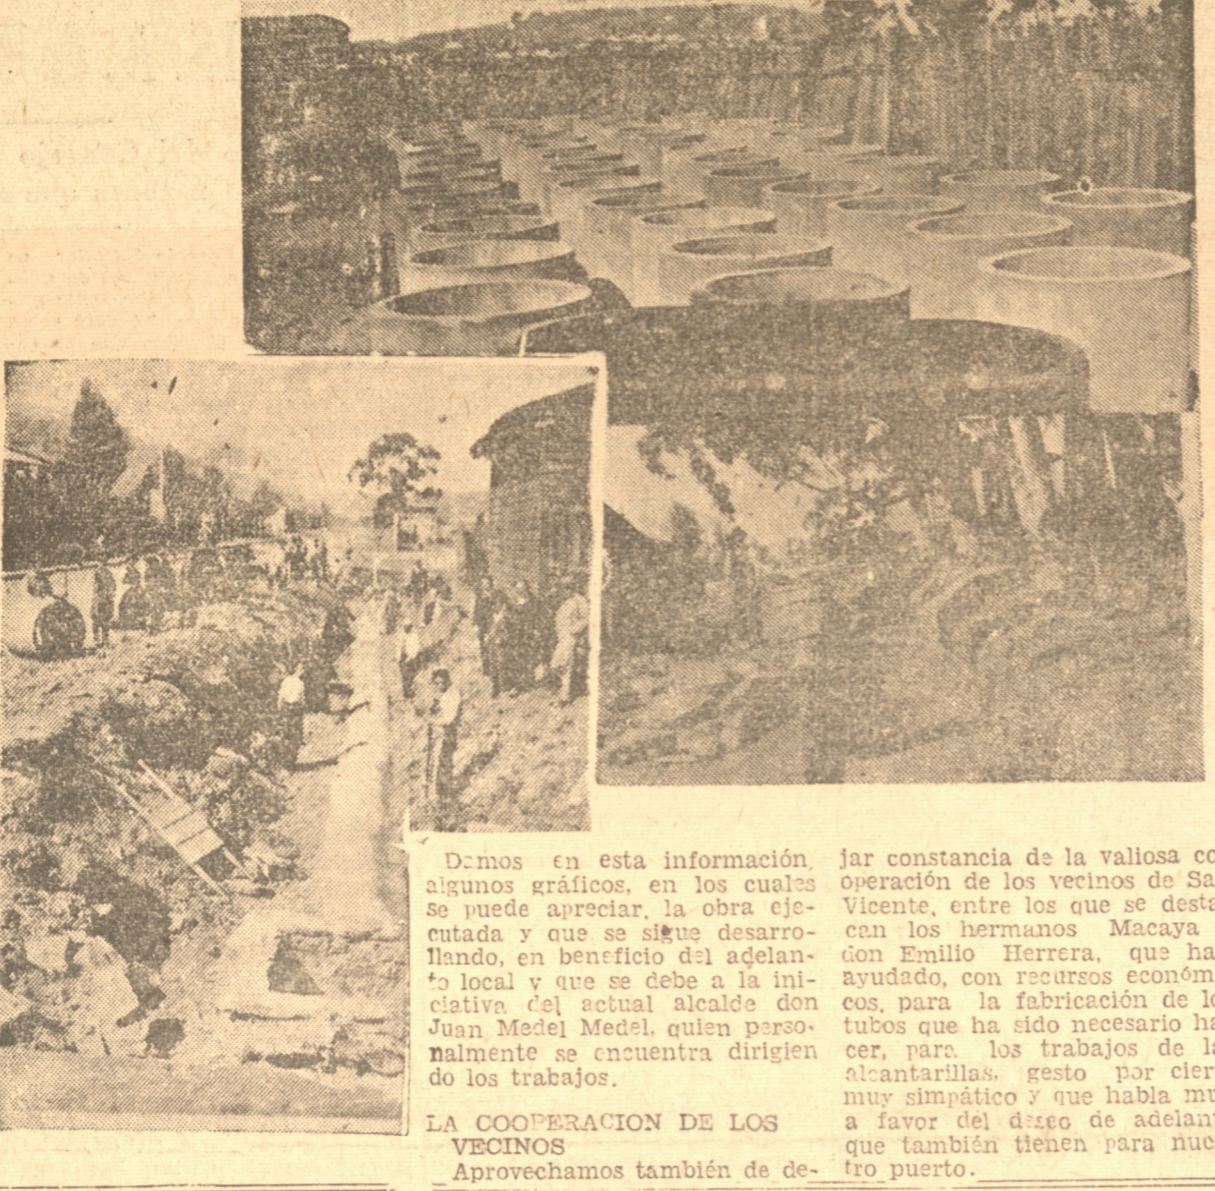 Damos en esta información,
algunos gráficos, en los cuales
se puede apreciar, la obra eje-
cutada y que se sigue desarro-
llando, en beneficio del adelan-
to local y que se debe a la ini-
ciativa del actual alcalde don
Juan Medel Medel, quien perso-
nalmente se encuentra dirigien
do los trabajos.
LA COOPERACION DE LOS
VECINOS
Aprovechamos también de de-
jar constancia de la valiosa co
operación de los vecinos de Sa
Vicente, entre los que se desta
can los hermanos Macaya
don Emilio Herrera, que ha
ayudado, con recursos económ
cos, para la fabricación de lo
tubos que ha sido necesario ha
cer, para los trabajos de la
alcantarillas, gesto por cier
muy simpático y que habla mu
a favor del deseo de adelant
que también tienen para nues
tro puerto.